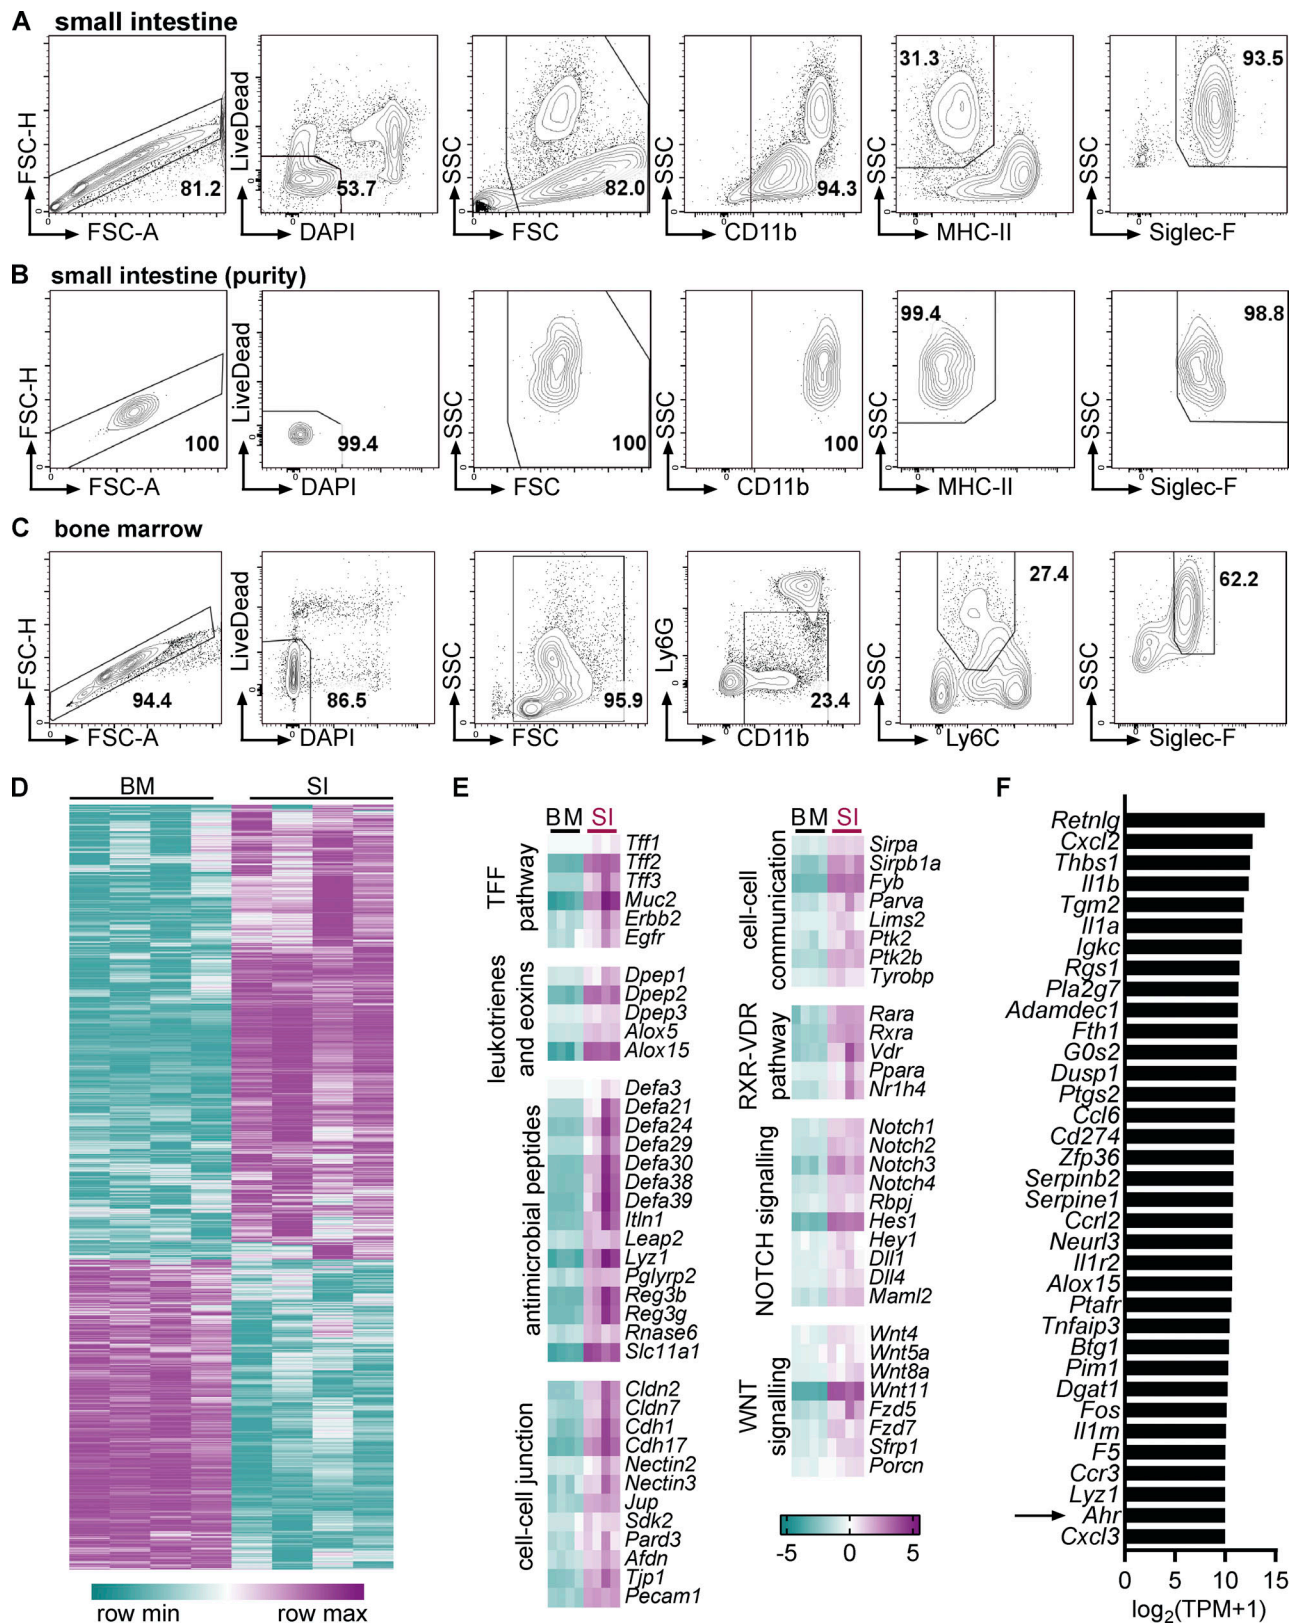 A small intestine
FSC-H
81.2
FSC-A
LiveDead
53.7
0
DAPI
SSC
82.0
FSC
SSC
94.3
CD11b
SSC
31.3
MHC-II
SSC
93.5
Siglec-F
B small intestine (purity)
FSC-H
100
FSC-A
LiveDead
99.4
0
DAPI
SSC
100
FSC
SSC
100
CD11b
SSC
99.4
MHC-II
SSC
98.8
Siglec-F
C bone marrow
FSC-H
94.4
FSC-A
LiveDead
86.5
0
DAPI
SSC
95.9
FSC
Ly6G
23.4
CD11b
SSC
27.4
Ly6C
SSC
62.2
Siglec-F
D
BM SI
row min row max
E
BM SI
TFF
pathway
Tff1
Tff2
Tff3
Muc2
Erbb2
Egfr
leukotrienes
and eoxins
Dpep1
Dpep2
Dpep3
Alox5
Alox15
antimicrobial peptides
Defa3
Defa21
Defa24
Defa29
Defa30
Defa38
Defa39
Itln1
Leap2
Lyz1
Pglyrp2
Reg3b
Reg3g
Rnase6
Slc11a1
cell-cell junction
Cldn2
Cldn7
Cdh1
Cdh17
Nectin2
Nectin3
Jup
Sdk2
Pard3
Afdn
Tjp1
Pecam1
BM SI
cell-cell
communication
Sirpa
Sirpb1a
Fyb
Parva
Lims2
Ptk2
Ptk2b
Tyrobp
RXR-VDR
pathway
Rara
Rxra
Vdr
Ppara
Nr1h4
NOTCH signalling
Notch1
Notch2
Notch3
Notch4
Rbpj
Hes1
Hey1
Dll1
Dll4
Maml2
WNT
signalling
Wnt4
Wnt5a
Wnt8a
Wnt11
Fzd5
Fzd7
Sfrp1
Porcn
-5 0 5
F
Retnlg
Cxcl2
Thbs1
Il1b
Tgm2
Il1a
Igkc
Rgs1
Pla2g7
Adamdec1
Fth1
G0s2
Dusp1
Ptgs2
Ccl6
Cd274
Zfp36
Serpinb2
Serpine1
Ccrl2
Neurl3
Il1r2
Alox15
Ptafr
Tnfaip3
Btg1
Pim1
Dgat1
Fos
Il1rn
F5
Ccr3
Lyz1
Ahr
Cxcl3
0 5 10 15
log2(TPM+1)